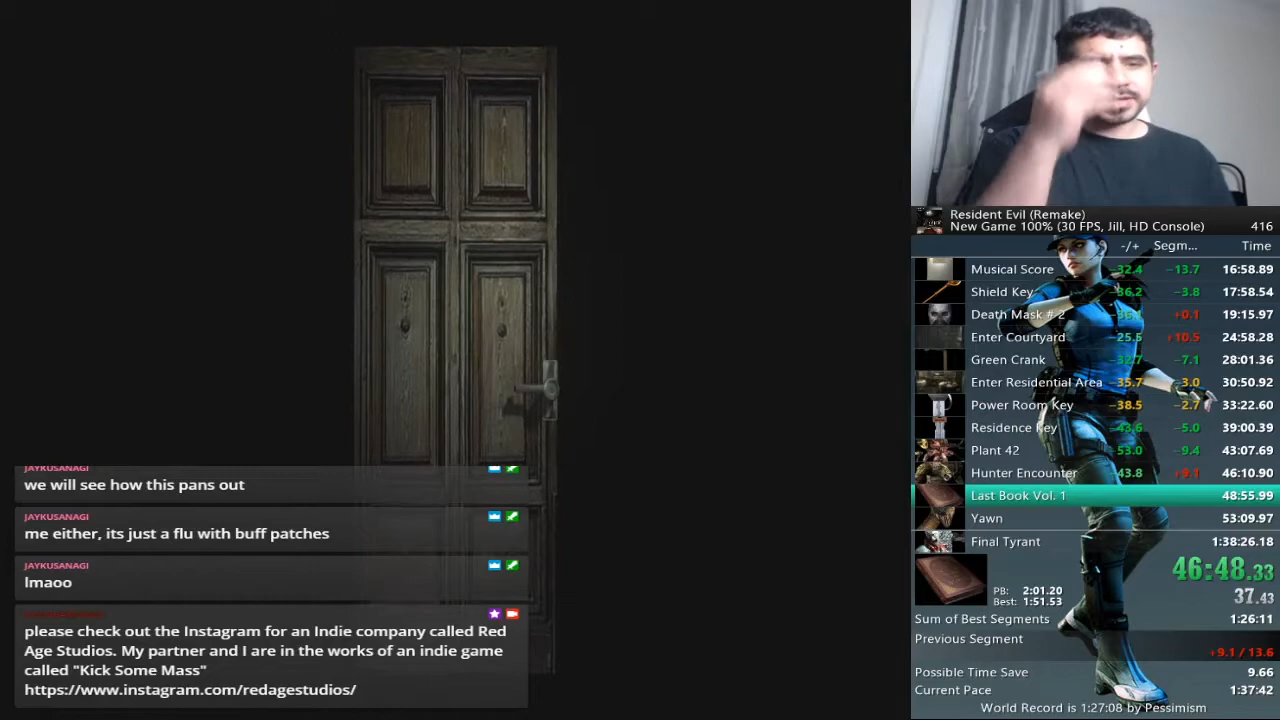 JAYKUSANAGI
we will see how this pans out
JAYKUSANAGI
me either, its just a flu with buff patches
JAYKUSANAGI
lmaoo
please check out the Instagram for an Indie company called Red
Age Studios. My partner and I are in the works of an indie game
called "Kick Some Mass"
https://www.instagram.com/redagestudios/
Resident Evil (Remake)
New Game 100% (30 FPS, Jill, HD Console) 416
-/+ Segm... Time
Musical Score -32.4 -13.7 16:58.89
Shield Key -36.2 -3.8 17:58.54
Death Mask # 2 +0.1 19:15.97
Enter Courtyard -25.5 +10.5 24:58.28
Green Crank -32.7 -7.1 28:01.36
Enter Residential Area -35.7 -3.0 30:50.92
Power Room Key -38.5 -2.7 33:22.60
Residence Key -43.6 -5.0 39:00.39
Plant 42 -53.0 -9.4 43:07.69
Hunter Encounter -43.8 +9.1 46:10.90
Last Book Vol. 1 48:55.99
Yawn 53:09.97
Final Tyrant 1:38:26.18
46:48.33
PB: 2:01.20
Best: 1:51.53
37.43
Sum of Best Segments 1:26:11
Previous Segment
+9.1 / 13.6
Possible Time Save 9.66
Current Pace 1:37:42
World Record is 1:27:08 by Pessimism